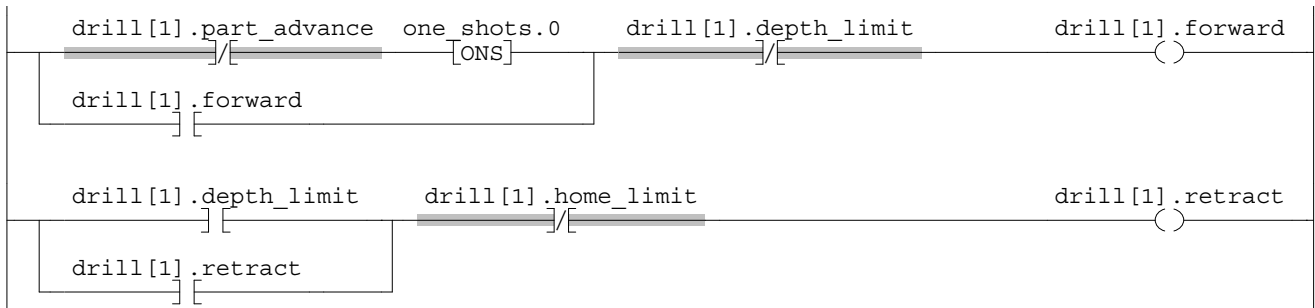 drill[1].part_advance one_shots.0 drill[1].depth_limit drill[1].forward
]/[ [ONS] ]/[ ( )
drill[1].forward
] [
drill[1].depth_limit drill[1].home_limit drill[1].retract
] [ ]/[ ( )
drill[1].retract
] [